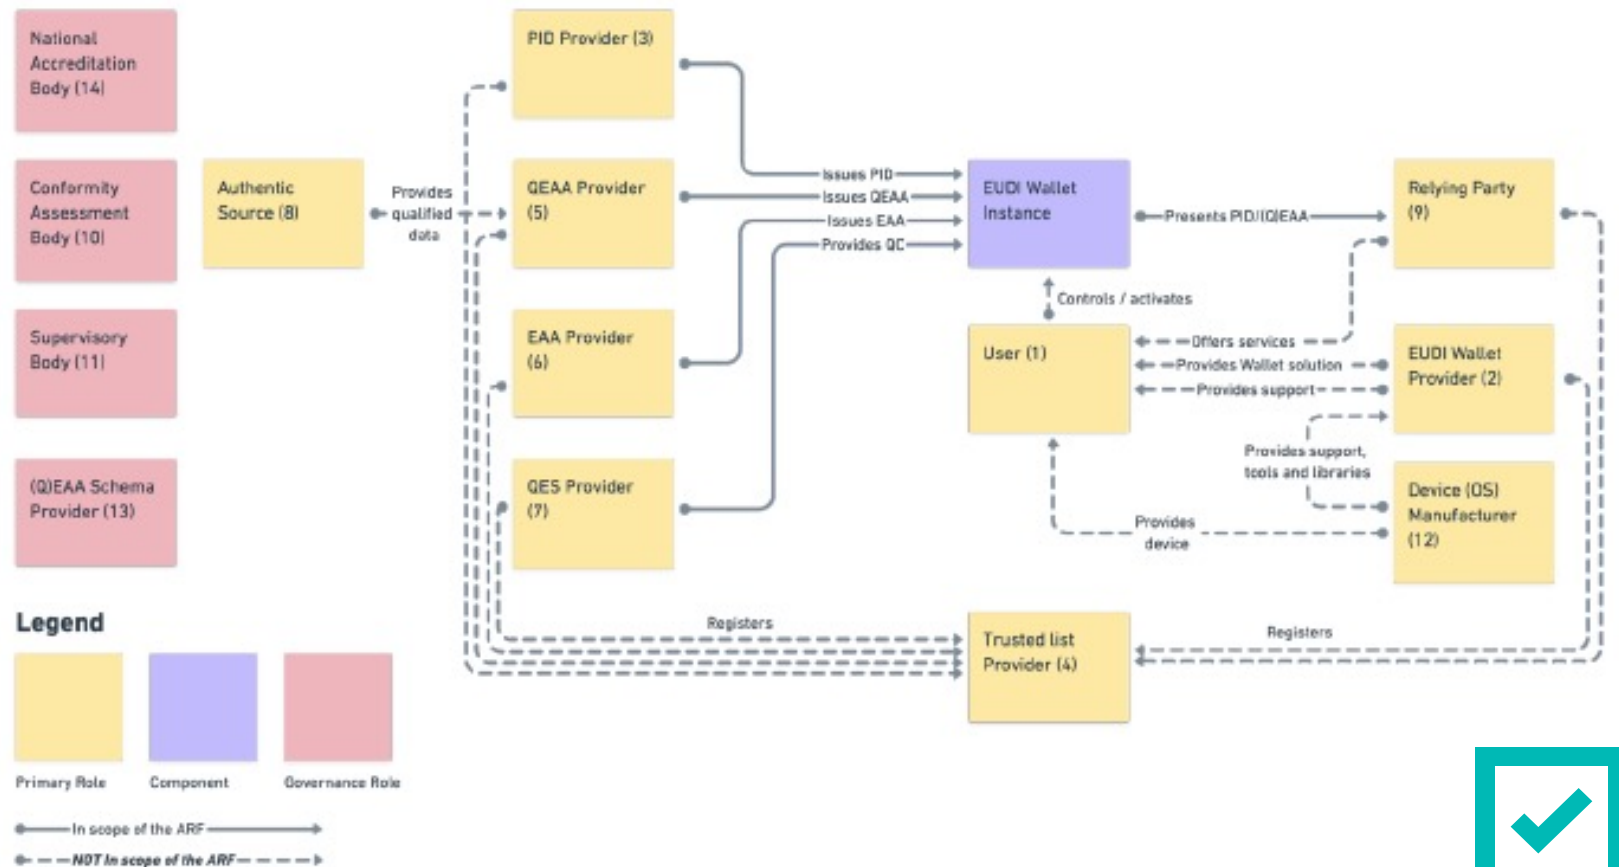 National
Accreditation
Body (14)
PID Provider (3)
Conformity
Assessment
Body (10)
Authentic
Source (8)
Provides
qualified
data
QEAA Provider
(5)
Issues PID
Issues QEAA
Issues EAA
Provides QC
EUDI Wallet
Instance
Presents PID/(Q)EAA
Relying Party
(9)
Controls / activates
Supervisory
Body (11)
EAA Provider
(6)
User (1)
Offers services
Provides Wallet solution
Provides support
EUDI Wallet
Provider (2)
Provides support,
tools and libraries
(Q)EAA Schema
Provider (13)
QES Provider
(7)
Provides
device
Device (OS)
Manufacturer
(12)
Registers
Trusted list
Provider (4)
Registers
Legend
Primary Role
Component
Governance Role
In scope of the ARF
NOT In scope of the ARF